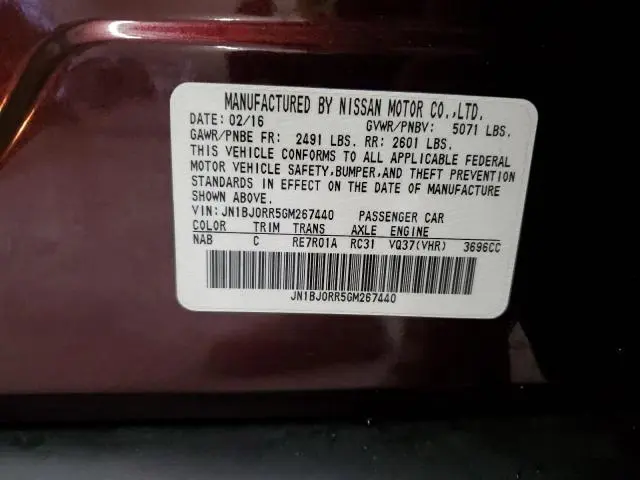 MANUFACTURED BY NISSAN MOTOR CO.,LTD.
DATE: 02/16 GVWR/PNBV: 5071 LBS.
GAWR/PNBE FR: 2491 LBS. RR: 2601 LBS.
THIS VEHICLE CONFORMS TO ALL APPLICABLE FEDERAL
MOTOR VEHICLE SAFETY,BUMPER,AND THEFT PREVENTION
STANDARDS IN EFFECT ON THE DATE OF MANUFACTURE
SHOWN ABOVE.
VIN: JN1BJ0RR5GM267440 PASSENGER CAR
COLOR TRIM TRANS AXLE ENGINE
NAB C RE7R01A RC31 VQ37(VHR) 3696CC
JN1BJ0RR5GM267440